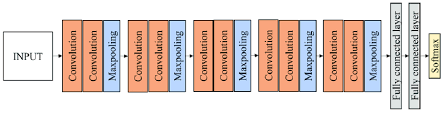 INPUT
Convolution
Convolution
Maxpooling
Convolution
Convolution
Maxpooling
Convolution
Convolution
Maxpooling
Convolution
Convolution
Maxpooling
Convolution
Convolution
Maxpooling
Fully connected layer
Fully connected layer
Softmax